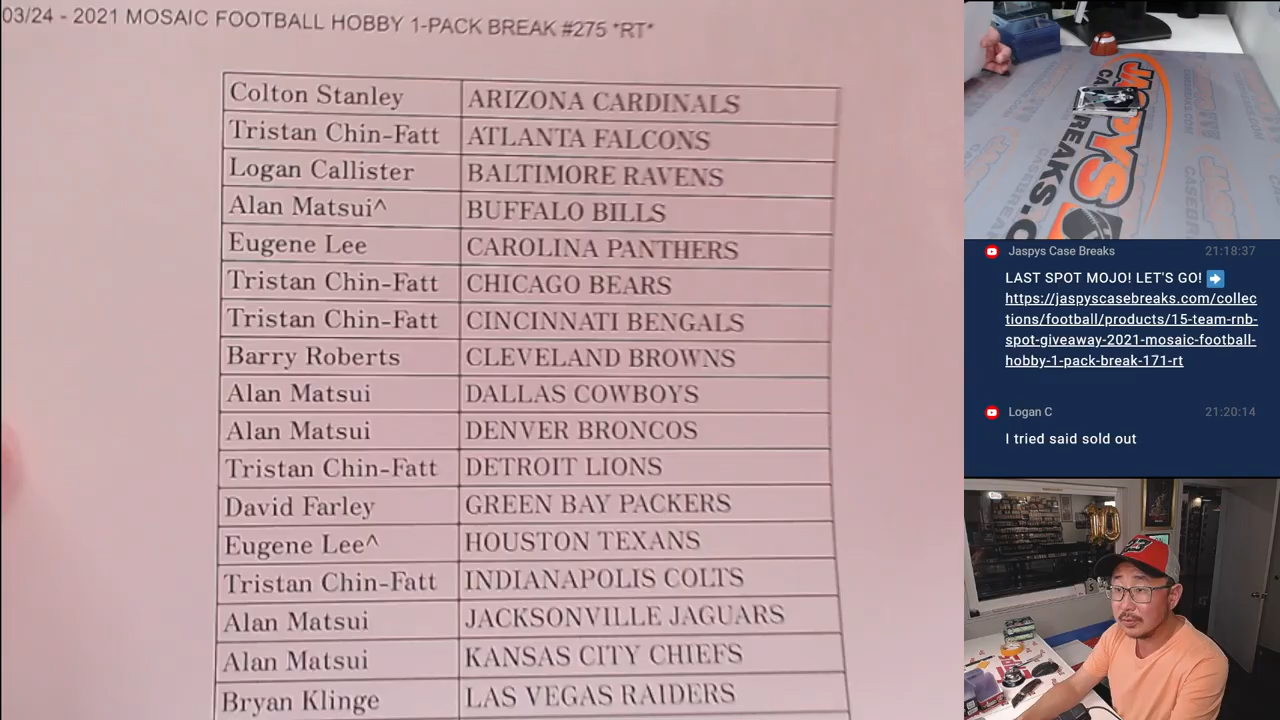 03/24 - 2021 MOSAIC FOOTBALL HOBBY 1-PACK BREAK #275 *RT*
Colton Stanley ARIZONA CARDINALS
Tristan Chin-Fatt ATLANTA FALCONS
Logan Callister BALTIMORE RAVENS
Alan Matsui^ BUFFALO BILLS
Eugene Lee CAROLINA PANTHERS
Tristan Chin-Fatt CHICAGO BEARS
Tristan Chin-Fatt CINCINNATI BENGALS
Barry Roberts CLEVELAND BROWNS
Alan Matsui DALLAS COWBOYS
Alan Matsui DENVER BRONCOS
Tristan Chin-Fatt DETROIT LIONS
David Farley GREEN BAY PACKERS
Eugene Lee^ HOUSTON TEXANS
Tristan Chin-Fatt INDIANAPOLIS COLTS
Alan Matsui JACKSONVILLE JAGUARS
Alan Matsui KANSAS CITY CHIEFS
Bryan Klinge LAS VEGAS RAIDERS
JASPYS
CASEBREAKS.C
Jaspys Case Breaks 21:18:37
LAST SPOT MOJO! LET'S GO! ➡
https://jaspyscasebreaks.com/collec
tions/football/products/15-team-rnb-
spot-giveaway-2021-mosaic-football-
hobby-1-pack-break-171-rt
Logan C 21:20:14
I tried said sold out
10